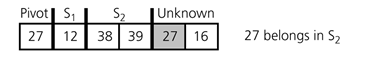 Pivot S₁ S₂ Unknown
27 12 38 39 27 16 27 belongs in S₂